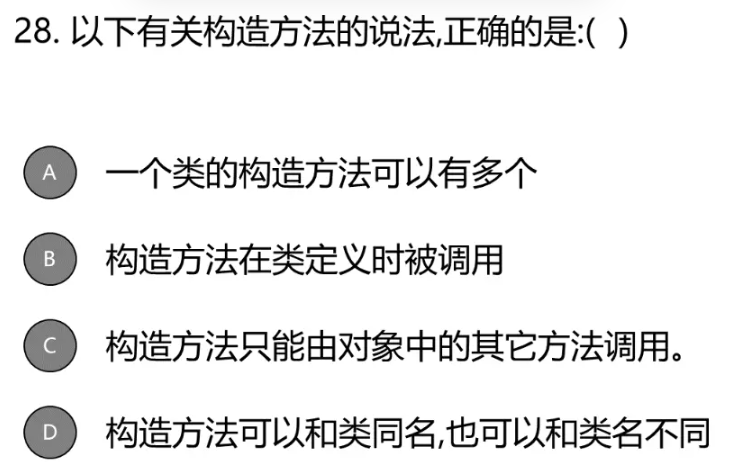 28. 以下有关构造方法的说法,正确的是:( )
A 一个类的构造方法可以有多个
B 构造方法在类定义时被调用
C 构造方法只能由对象中的其它方法调用。
D 构造方法可以和类同名,也可以和类名不同